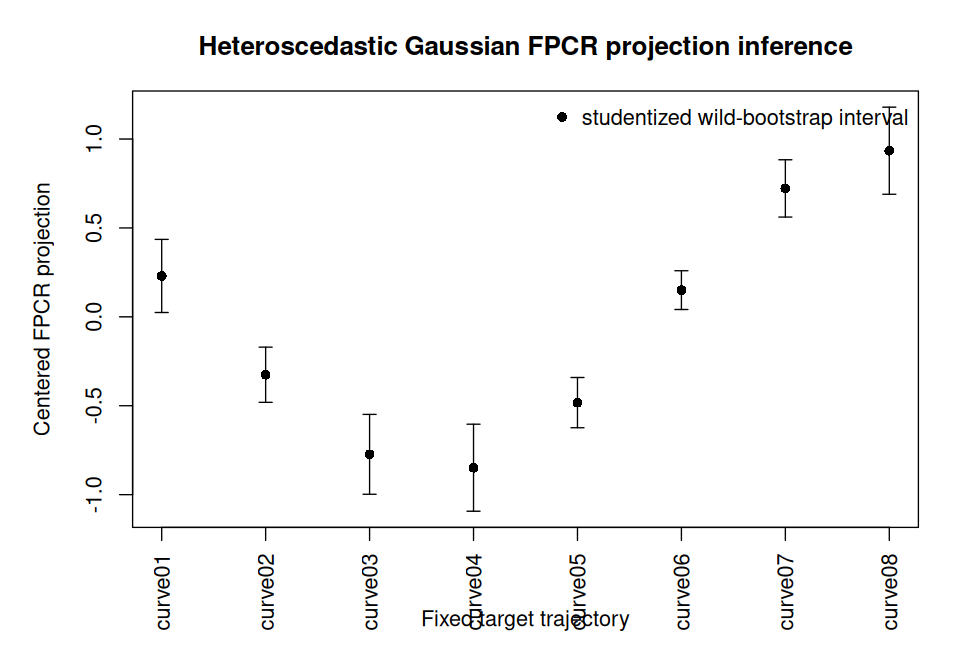 Heteroscedastic Gaussian FPCR projection inference
studentized wild-bootstrap interval
Centered FPCR projection
1.0
0.5
0.0
-0.5
-1.0
curve01
curve02
curve03
curve04
curve05
curve06
curve07
curve08
Fixed target trajectory